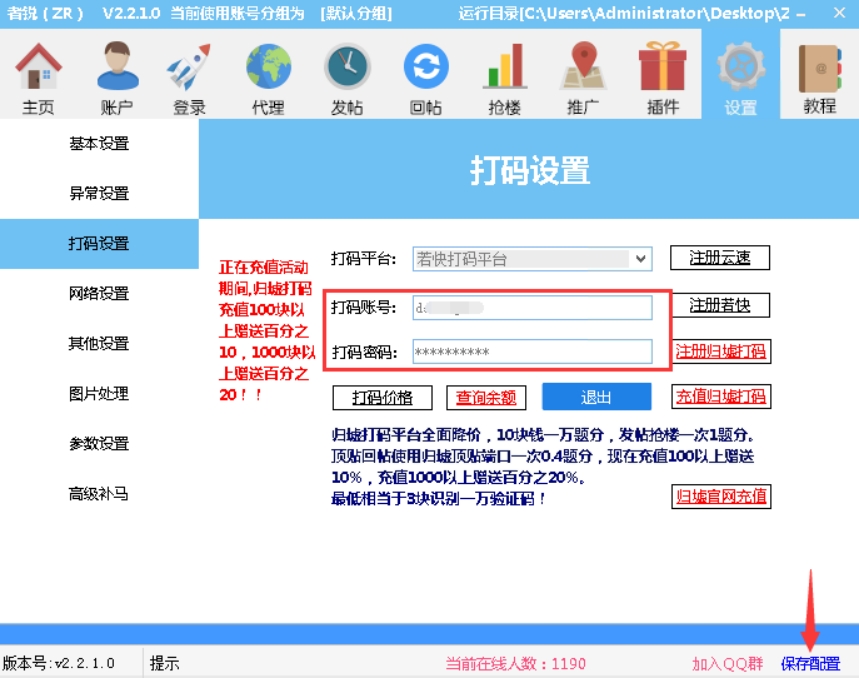 者说（ZR） V2.2.1.0 当前使用账号分组为 [默认分组] 运行目录[C:\Users\Administrator\Desktop\Z
主页 账户 登录 代理 发帖 回帖 抢楼 推广 插件 设置 教程
基本设置
异常设置
打码设置
网络设置
其他设置
图片处理
参数设置
高级补马
打码设置
正在充值活动
期间,归墟打码
充值100块以
上赠送百分之
10，1000块以
上赠送百分之
20！！
打码平台: 若快打码平台 注册云速
打码账号: 注册若快
打码密码: ********** 注册归墟打码
打码价格 查询余额 退出 充值归墟打码
归墟打码平台全面降价，10块钱一万题分，发帖抢楼一次1题分。
顶贴回帖使用归墟顶贴端口一次0.4题分，现在充值100以上赠送
10%，充值1000以上赠送百分之20%。
最低相当于3块识别一万验证码！
归墟官网充值
版本号:v2.2.1.0 提示 当前在线人数：1190 加入QQ群 保存配置